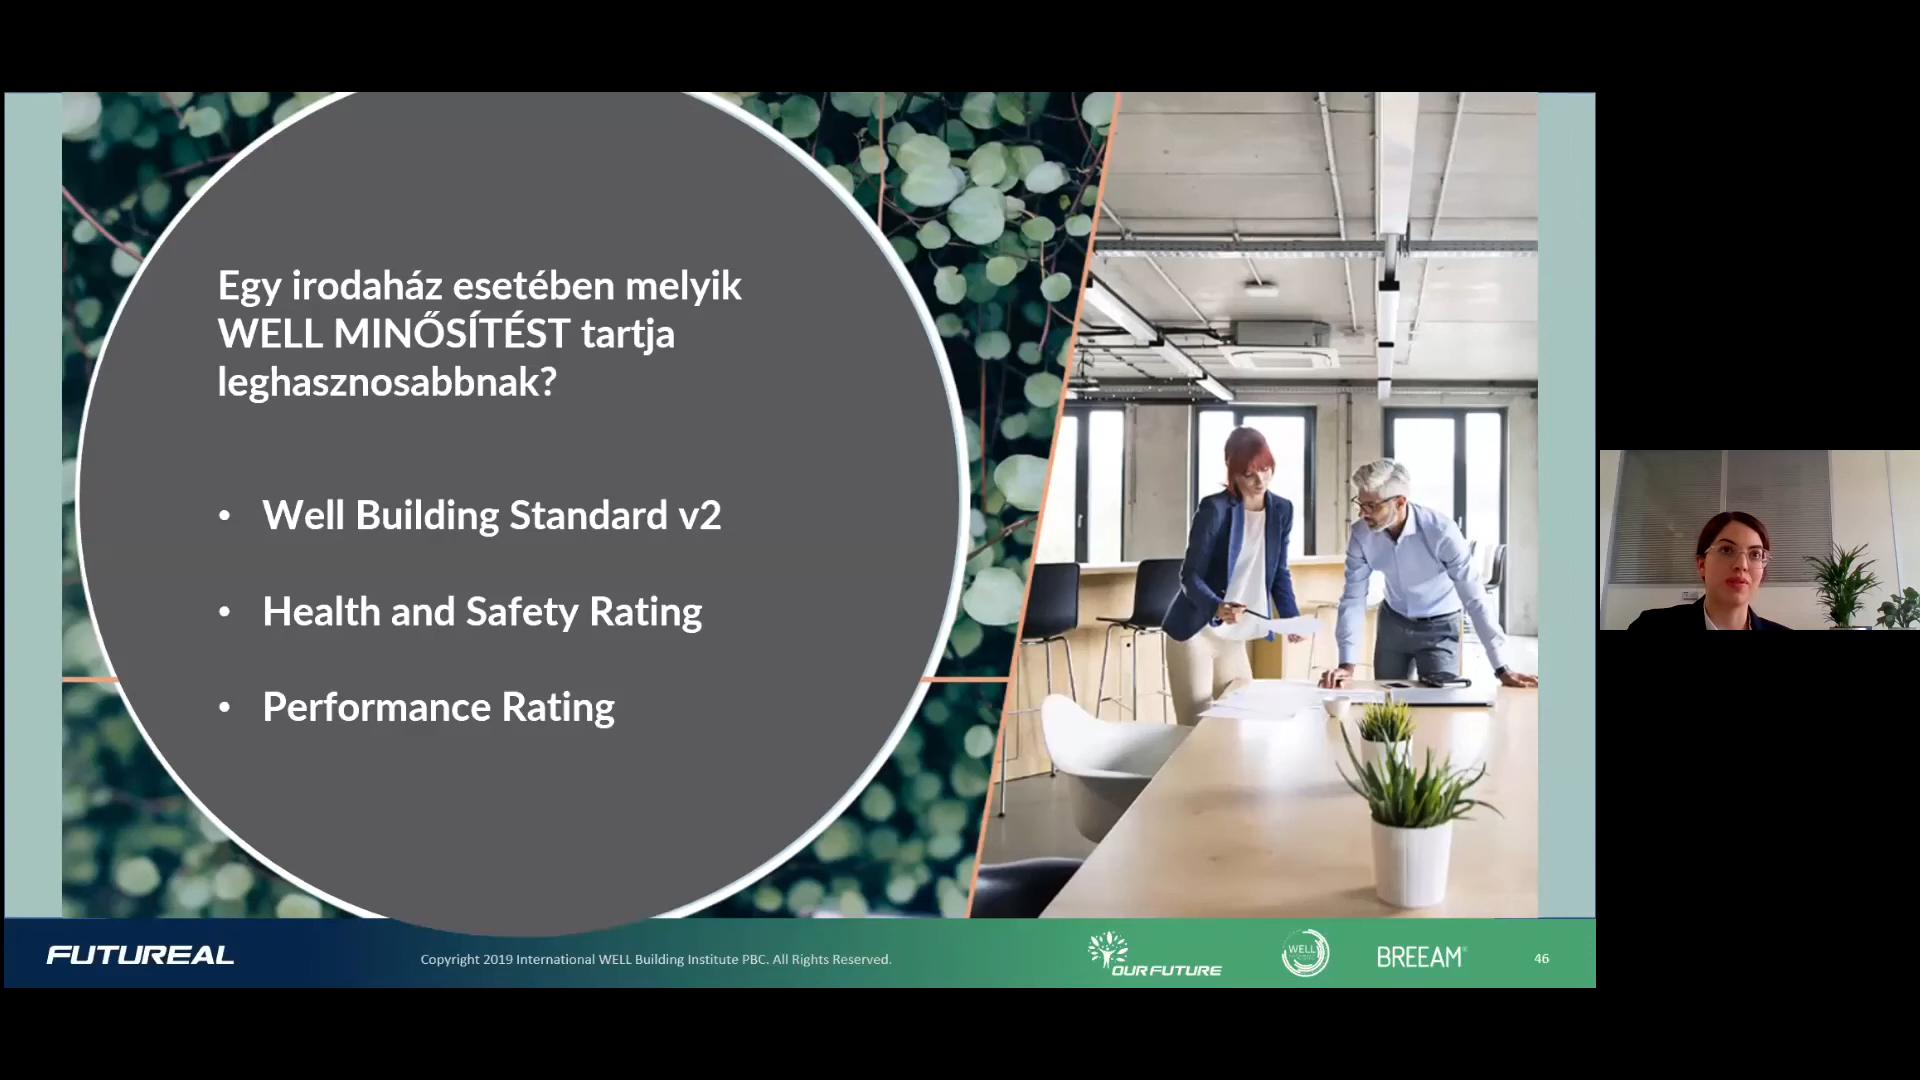 Egy irodaház esetében melyik
WELL MINŐSÍTÉST tartja
leghasznosabbnak?
• Well Building Standard v2
• Health and Safety Rating
• Performance Rating
FUTUREAL
Copyright 2019 International WELL Building Institute PBC. All Rights Reserved.
OUR FUTURE
WELL
BREEAM®
46